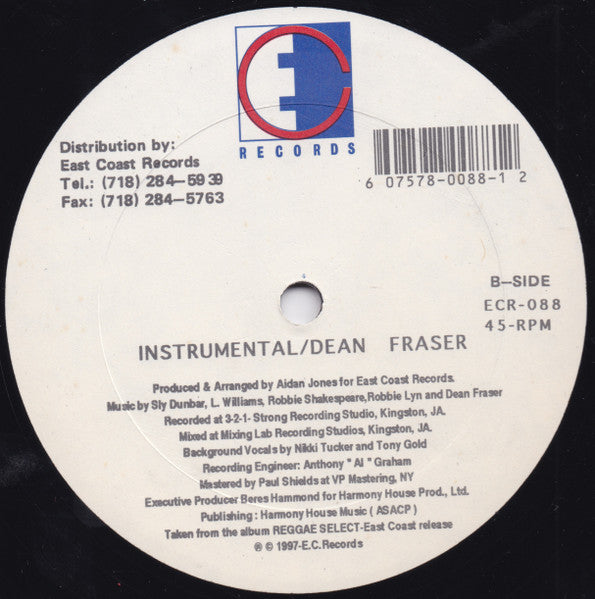 EC
RECORDS
Distribution by:
East Coast Records
Tel.: (718) 284-5939
Fax: (718) 284-5763
6 07578-0088-1 2
B-SIDE
ECR-088
45-RPM
INSTRUMENTAL/DEAN FRASER
Produced & Arranged by Aidan Jones for East Coast Records.
Music by Sly Dunbar, L. Williams, Robbie Shakespeare,Robbie Lyn and Dean Fraser
Recorded at 3-2-1- Strong Recording Studio, Kingston, JA.
Mixed at Mixing Lab Recording Studios, Kingston, JA.
Background Vocals by Nikki Tucker and Tony Gold
Recording Engineer: Anthony " Al " Graham
Mastered by Paul Shields at VP Mastering, NY
Executive Producer Beres Hammond for Harmony House Prod., Ltd.
Publishing : Harmony House Music ( ASACP )
Taken from the album REGGAE SELECT-East Coast release
℗ © 1997-E.C.Records